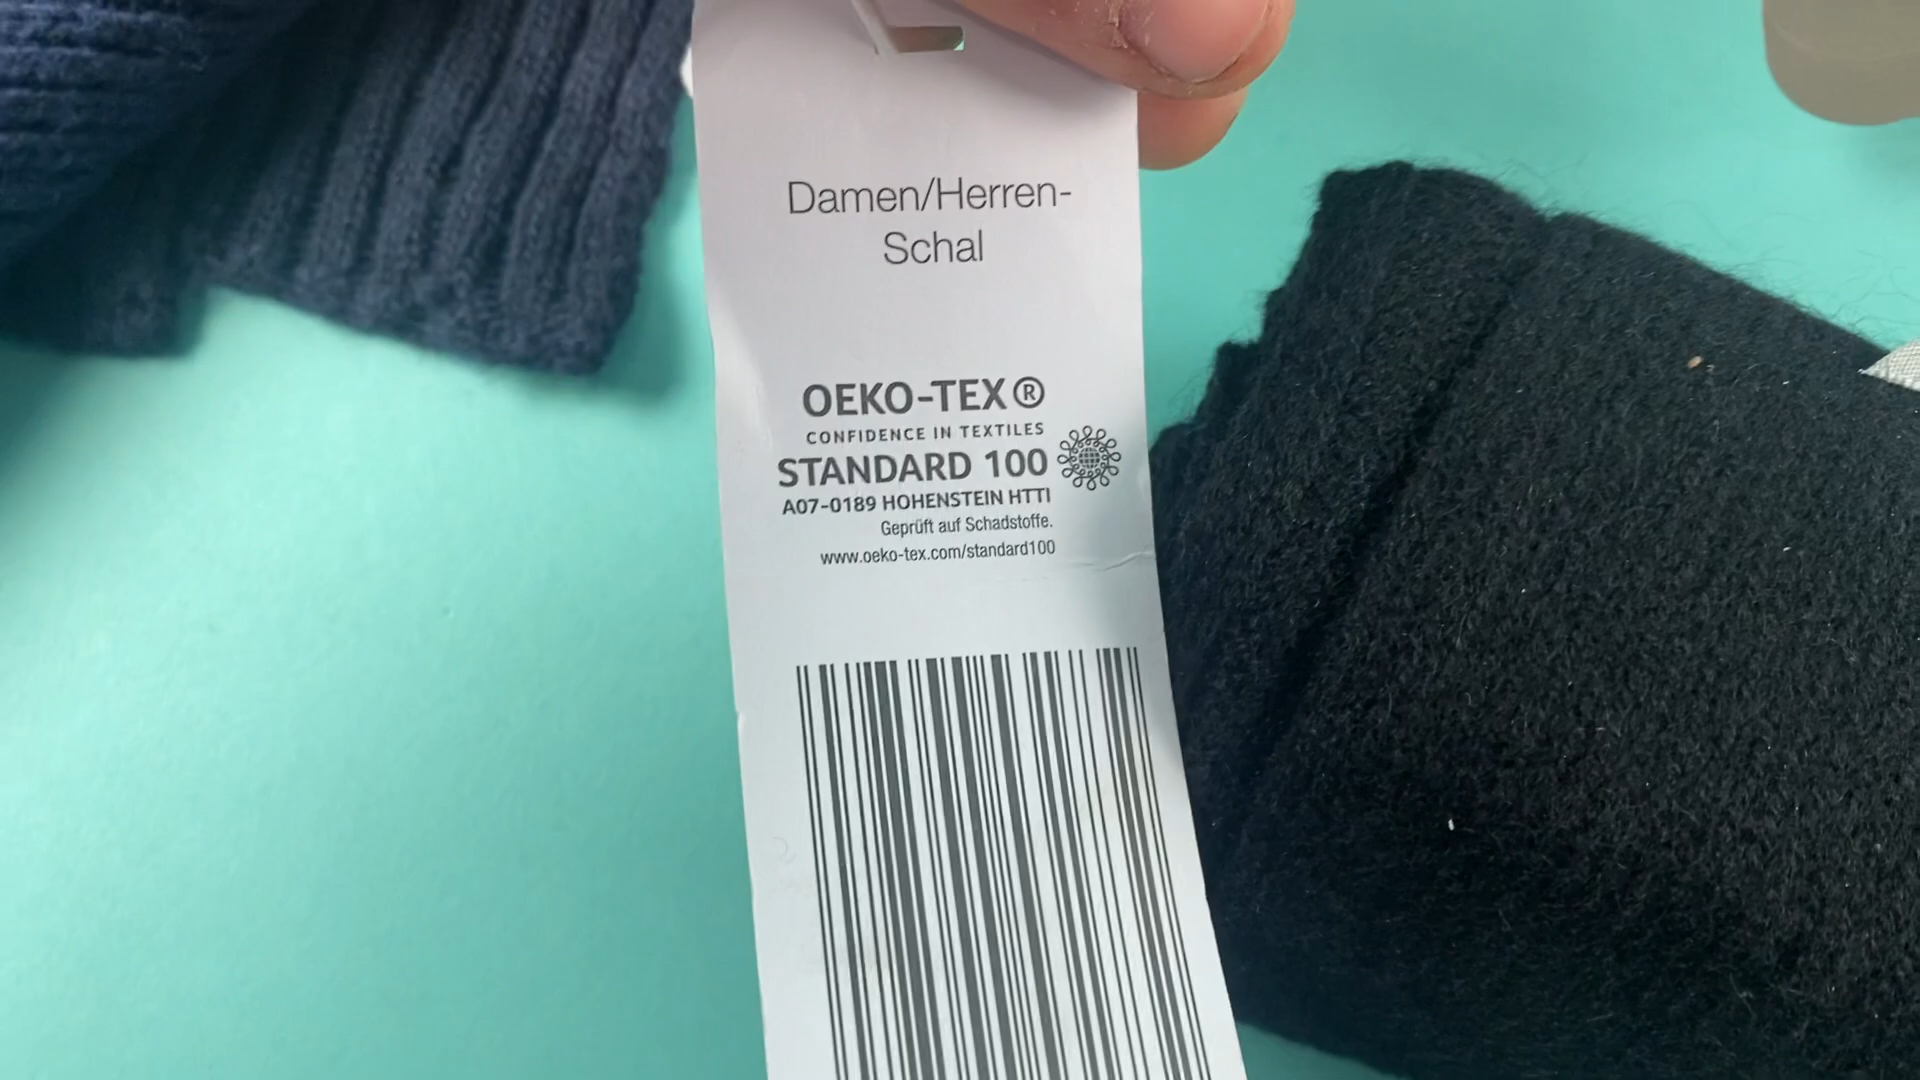 Damen/Herren-
Schal
OEKO-TEX®
CONFIDENCE IN TEXTILES
STANDARD 100
A07-0189 HOHENSTEIN HTTI
Geprüft auf Schadstoffe.
www.oeko-tex.com/standard100